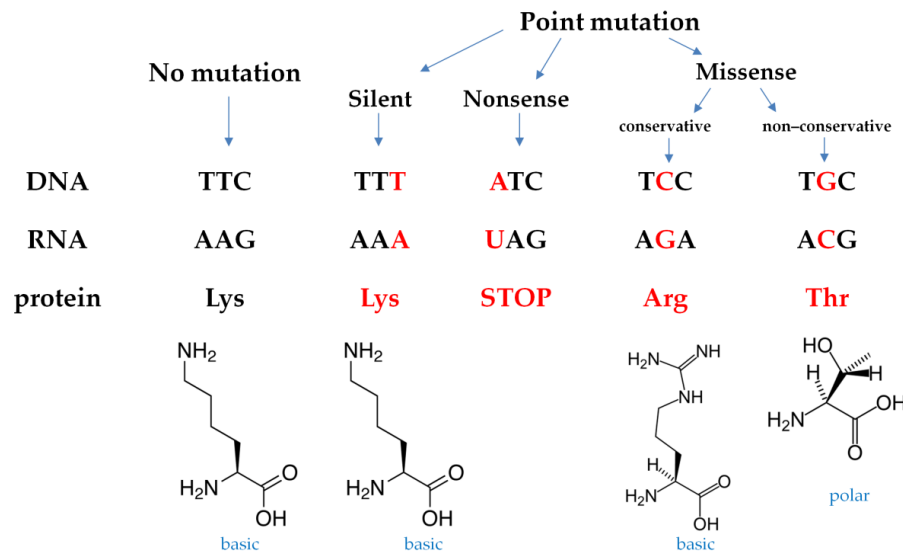 Point mutation
No mutation
Missense
Silent
Nonsense
conservative
non–conservative
DNA TTC TTT ATC TCC TGC
RNA AAG AAA UAG AGA ACG
protein Lys Lys STOP Arg Thr
NH2 NH2 H2N NH HO
NH H H
H2N OH
O
H2N O H2N O H H2N O
OH OH OH
basic basic basic polar